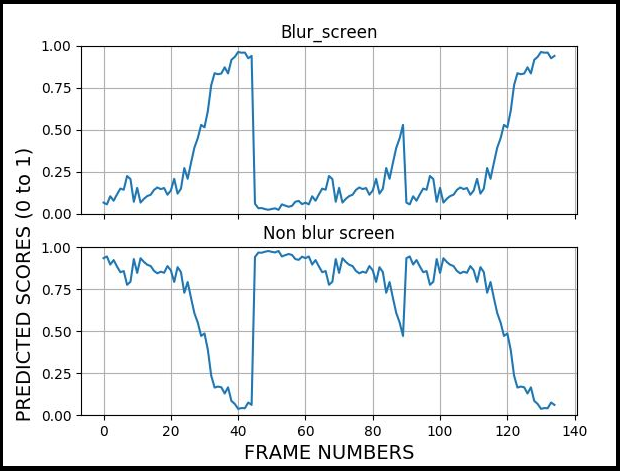 Blur_screen
1.00
0.75
0.50
0.25
0.00
Non blur screen
1.00
0.75
0.50
0.25
0.00
0 20 40 60 80 100 120 140
FRAME NUMBERS
PREDICTED SCORES (0 to 1)